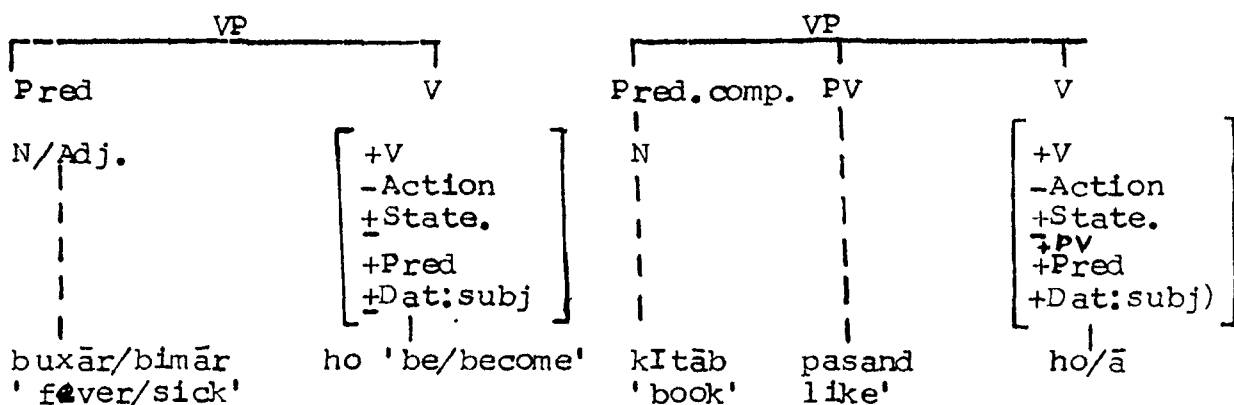 VP VP
Pred V Pred.comp. PV V
N/Adj. +V N +V
-Action -Action
±State. ±State.
+PV
+Pred +Pred
±Dat:subj +Dat:subj)
buxār/bimār ho 'be/become' kItāb pasand ho/ā
'fever/sick' 'book' like'